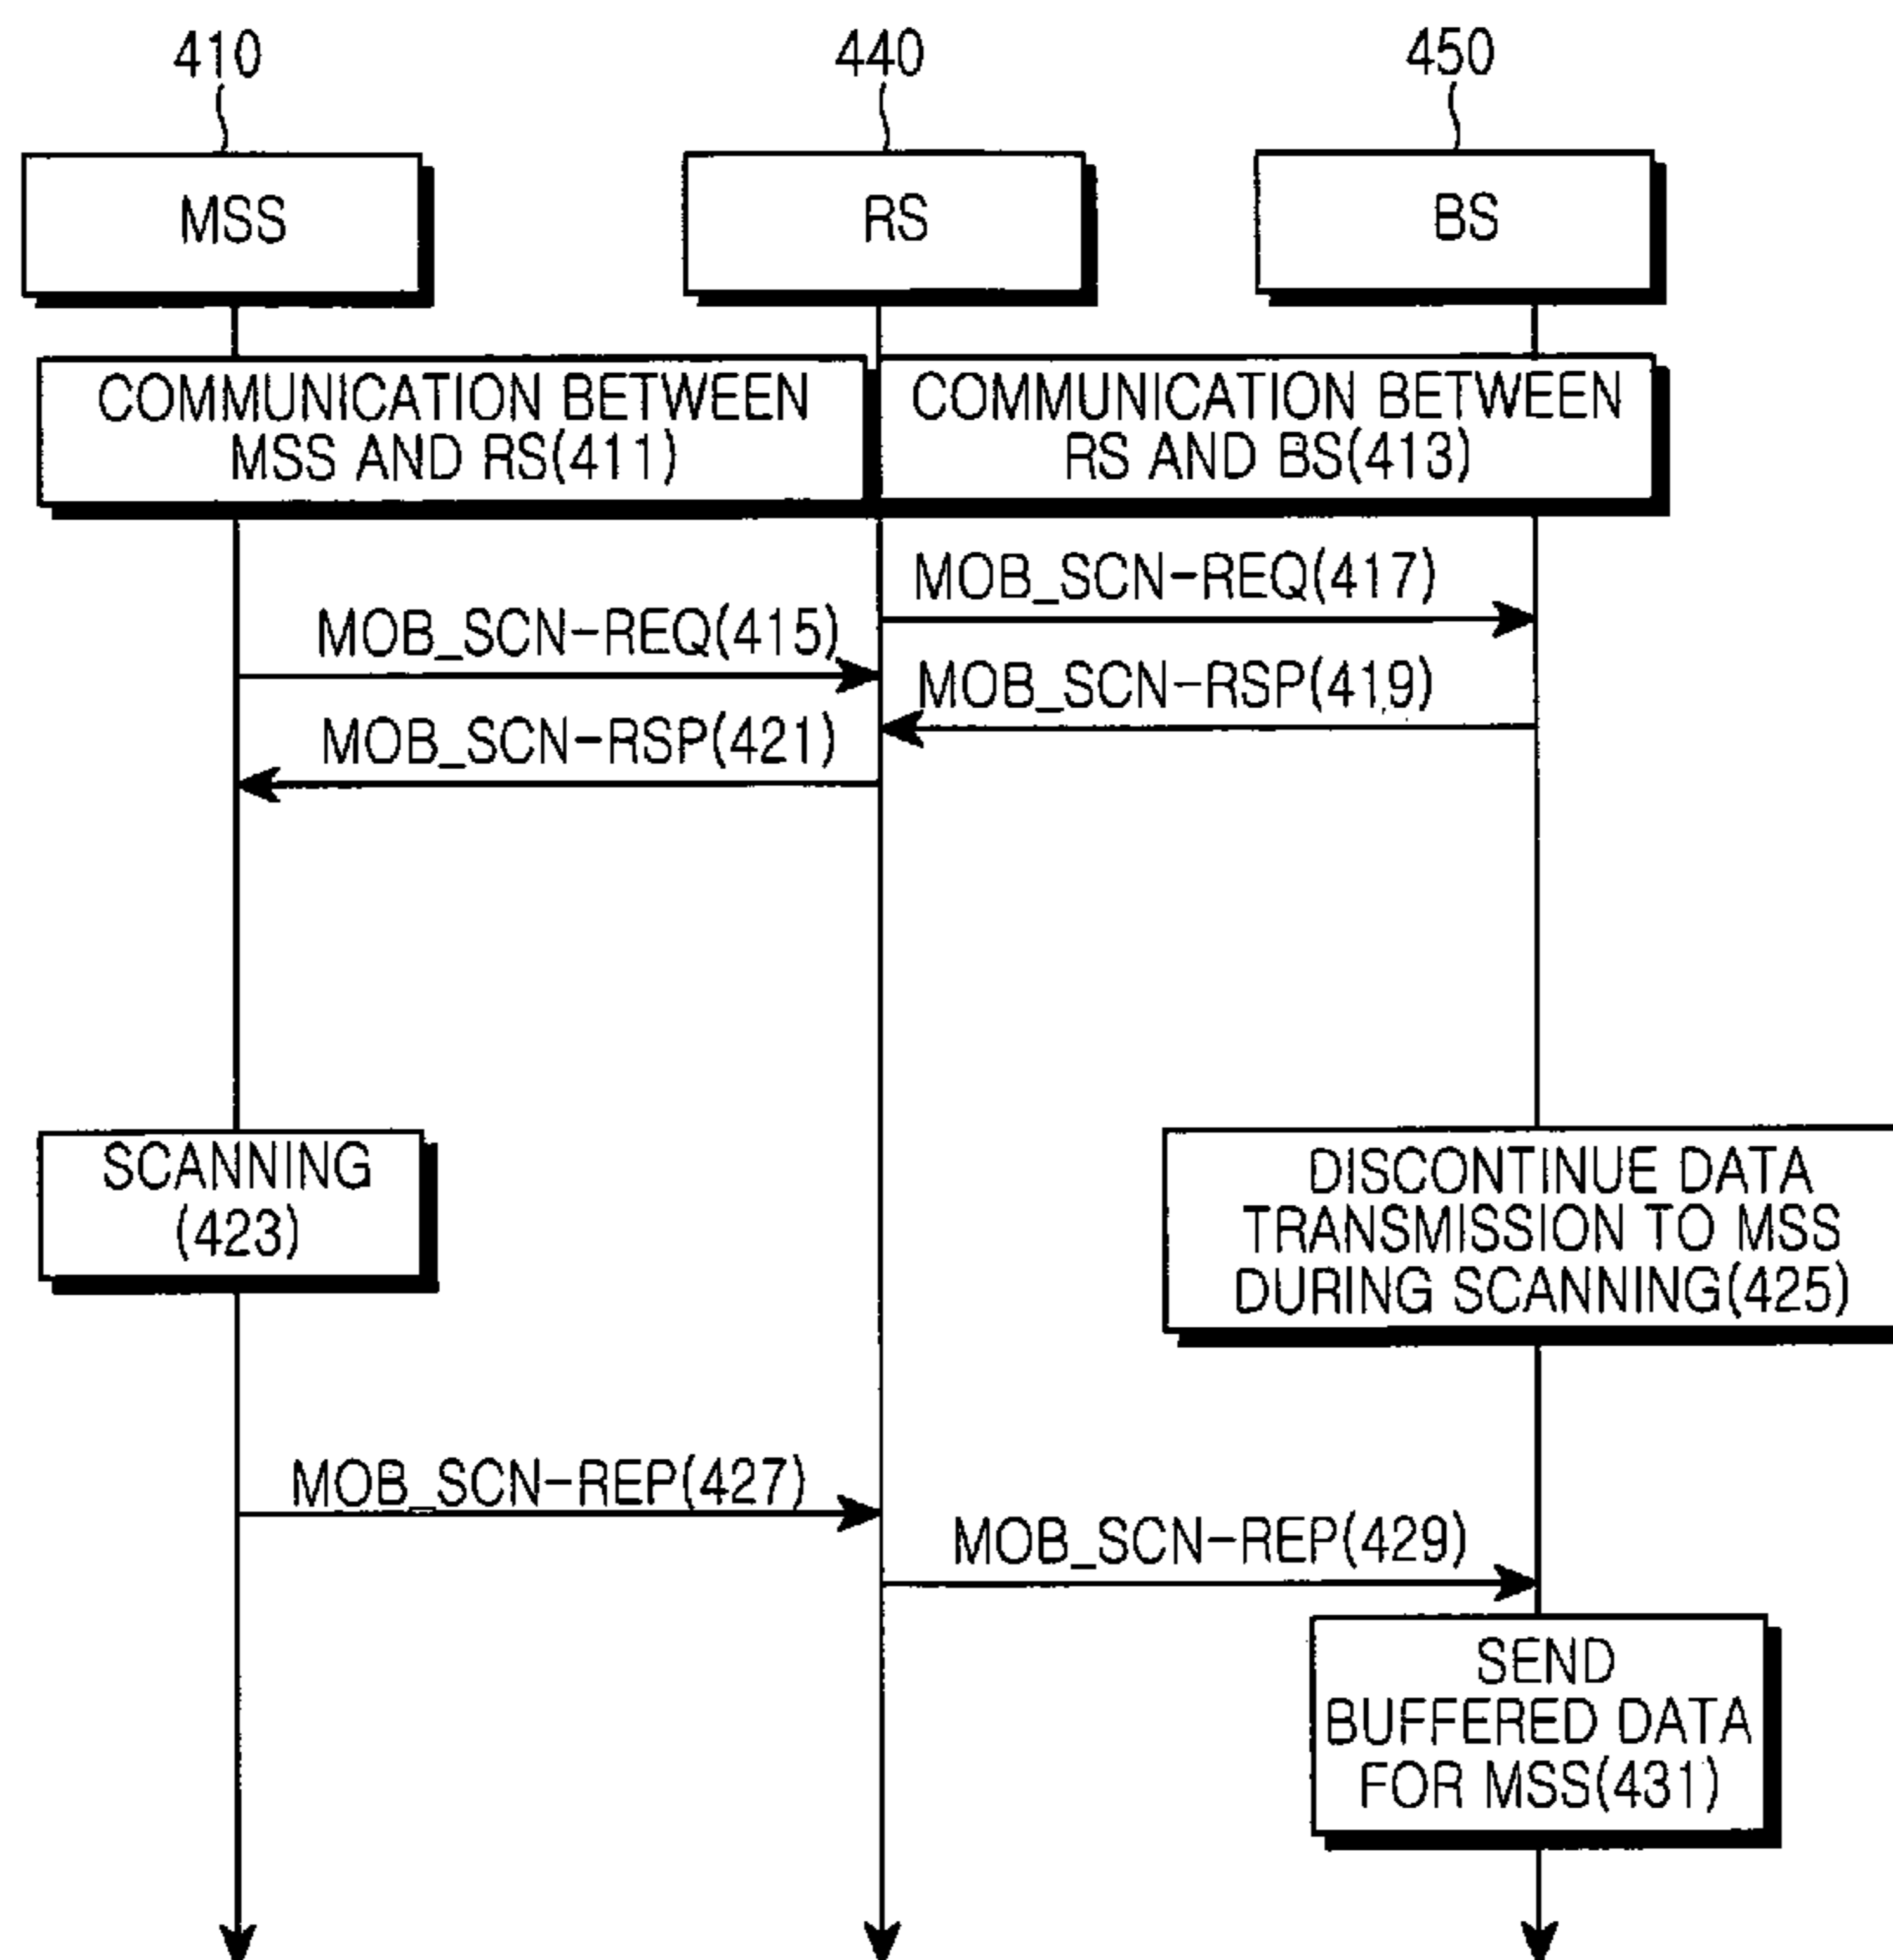 410
440
450
MSS
RS
BS
COMMUNICATION BETWEEN
MSS AND RS(411)
COMMUNICATION BETWEEN
RS AND BS(413)
MOB_SCN-REQ(417)
MOB_SCN-REQ(415)
MOB_SCN-RSP(419)
MOB_SCN-RSP(421)
SCANNING
(423)
DISCONTINUE DATA
TRANSMISSION TO MSS
DURING SCANNING(425)
MOB_SCN-REP(427)
MOB_SCN-REP(429)
SEND
BUFFERED DATA
FOR MSS(431)